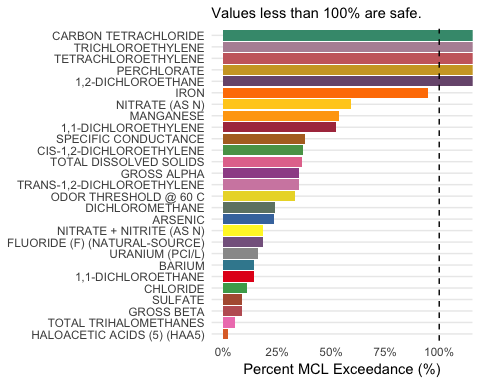 Values less than 100% are safe.
CARBON TETRACHLORIDE
TRICHLOROETHYLENE
TETRACHLOROETHYLENE
PERCHLORATE
1,2-DICHLOROETHANE
IRON
NITRATE (AS N)
MANGANESE
1,1-DICHLOROETHYLENE
SPECIFIC CONDUCTANCE
CIS-1,2-DICHLOROETHYLENE
TOTAL DISSOLVED SOLIDS
GROSS ALPHA
TRANS-1,2-DICHLOROETHYLENE
ODOR THRESHOLD @ 60 C
DICHLOROMETHANE
ARSENIC
NITRATE + NITRITE (AS N)
FLUORIDE (F) (NATURAL-SOURCE)
URANIUM (PCI/L)
BARIUM
1,1-DICHLOROETHANE
CHLORIDE
SULFATE
GROSS BETA
TOTAL TRIHALOMETHANES
HALOACETIC ACIDS (5) (HAA5)
0% 25% 50% 75% 100%
Percent MCL Exceedance (%)